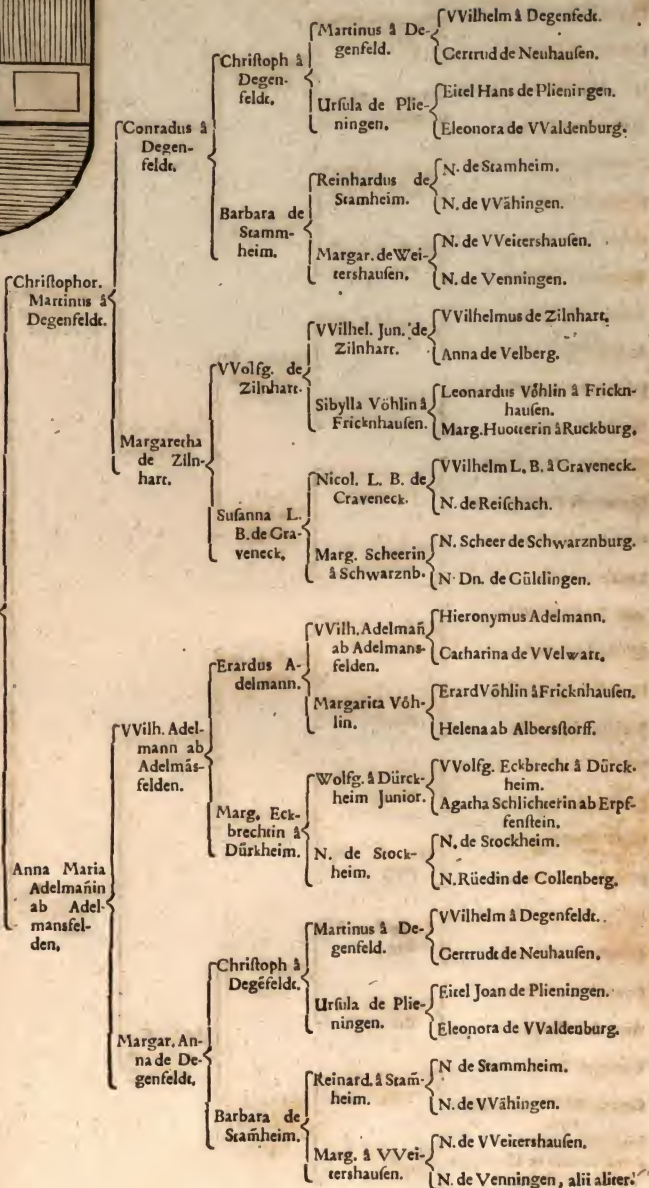 Christophor.
Martinus â
Degenfeldt.
Conradus â
Degen-
feldt,
Christoph â
Degen-
feldt,
Martinus â De-
genfeld.
VVilhelm â Degenfedt.
Gertrud de Neuhauſen.
Urſula de Plie-
ningen,
Eitel Hans de Plieningen.
Eleonora de VValdenburg.
Barbara de
Stamm-
heim.
Reinhardus de
Stamheim.
N. de Stamheim.
N. de VVähingen.
Margar. de Wei-
tershauſen,
N. de VVeitershauſen.
N. de Venningen.
Margaretha
de Ziln-
hart.
VVolfg. de
Zilnhart.
VVilhel. Jun. de
Zilnhart.
VVilhelmus de Zilnhart,
Anna de Velberg.
Sibylla Vöhlin â
Fricknhauſen.
Leonardus Vöhlin â Frickn-
hauſen.
Marg. Huotterin â Ruckburg,
Suſanna L.
B. de Gra-
veneck,
Nicol. L. B. de
Craveneck.
VVilhelm L. B. â Graveneck.
N. de Reiſchach.
Marg. Scheerin
â Schwarznb.
N. Scheer de Schwarznburg.
N. Dn. de Gültlingen.
Anna Maria
Adelmañin
ab Adel-
mansfel-
den,
VVilh. Adel-
mann ab
Adelmãs-
felden.
Erardus A-
delmann.
VVilh. Adelmañ
ab Adelmans-
felden.
Hieronymus Adelmann,
Catharina de VVelwart,
Margarita Vöh-
lin.
Erard Vöhlin â Fricknhauſen,
Helena ab Albersſtorff.
Marg. Eck-
brechtin â
Dürkheim.
Wolfg. â Dürck-
heim Junior.
VVolfg. Eckbrecht â Dürck-
heim.
Agatha Schlichterin ab Erpf-
fenſtein,
N. de Stock-
heim.
N. de Stockheim.
N. Rüedin de Collenberg,
Margar. An-
na de De-
genfeldt,
Chriſtoph â
Degẽfeldt.
Martinus â De-
genfeld.
VVilhelm â Degenfeldt..
Gertrudt de Neuhauſen,
Urſula de Plie-
ningen.
Eitel Joan de Plieningen.
Eleonora de VValdenburg.
Barbara de
Stam̃heim.
Reinard. â Stam̃-
heim.
N de Stammheim.
N. de VVähingen.
Marg. â VVei-
tershauſen.
N. de VVeitershauſen,
N. de Venningen, alii aliter.